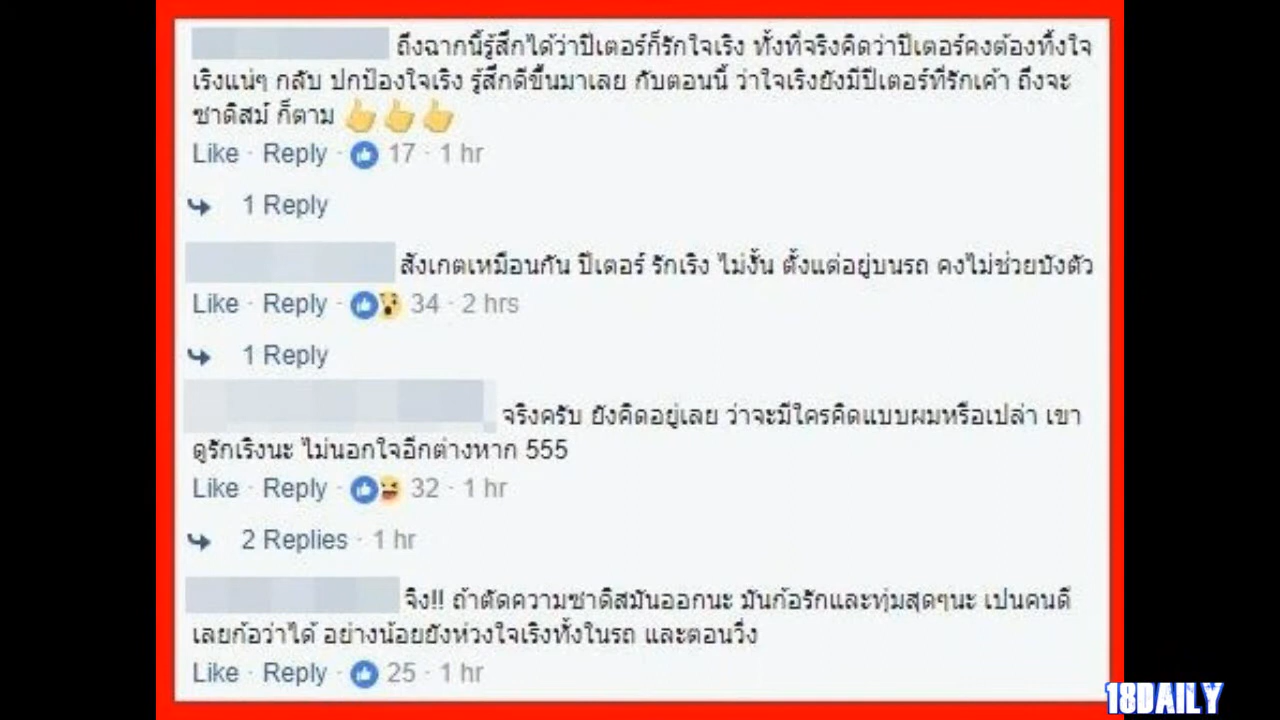 ถึงฉากนี้รู้สึกได้ว่าปีเตอร์ก็รักใจเริง ทั้งที่จริงคิดว่าปีเตอร์คงต้องทิ้งใจ
เริงแน่ๆ กลับ ปกป้องใจเริง รู้สึกดีขึ้นมาเลย กับตอนนี้ ว่าใจเริงยังมีปีเตอร์ที่รักเค้า ถึงจะ
ซาดิสม์ ก็ตาม 👆👆👆
Like · Reply · 17 · 1 hr
1 Reply
สังเกตเหมือนกัน ปีเตอร์ รักเริง ไม่งั้น ตั้งแต่อยู่บนรถ คงไม่ช่วยบังตัว
Like · Reply · 34 · 2 hrs
1 Reply
จริงครับ ยังคิดอยู่เลย ว่าจะมีใครคิดแบบผมหรือเปล่า เขา
ดูรักเริงนะ ไม่นอกใจอีกต่างหาก 555
Like · Reply · 32 · 1 hr
2 Replies · 1 hr
จิง!! ถ้าตัดความซาดิสมันออกนะ มันก้อรักและทุ่มสุดๆนะ เปนคนดี
เลยก้อว่าได้ อย่างน้อยยังห่วงใจเริงทั้งในรถ และตอนวิ่ง
Like · Reply · 25 · 1 hr
18DAILY